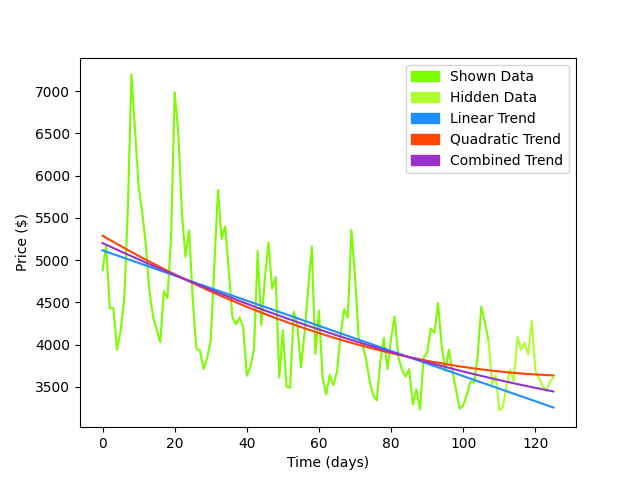 Shown Data
Hidden Data
Linear Trend
Quadratic Trend
Combined Trend
7000
6500
6000
5500
5000
4500
4000
3500
Price ($)
0 20 40 60 80 100 120
Time (days)